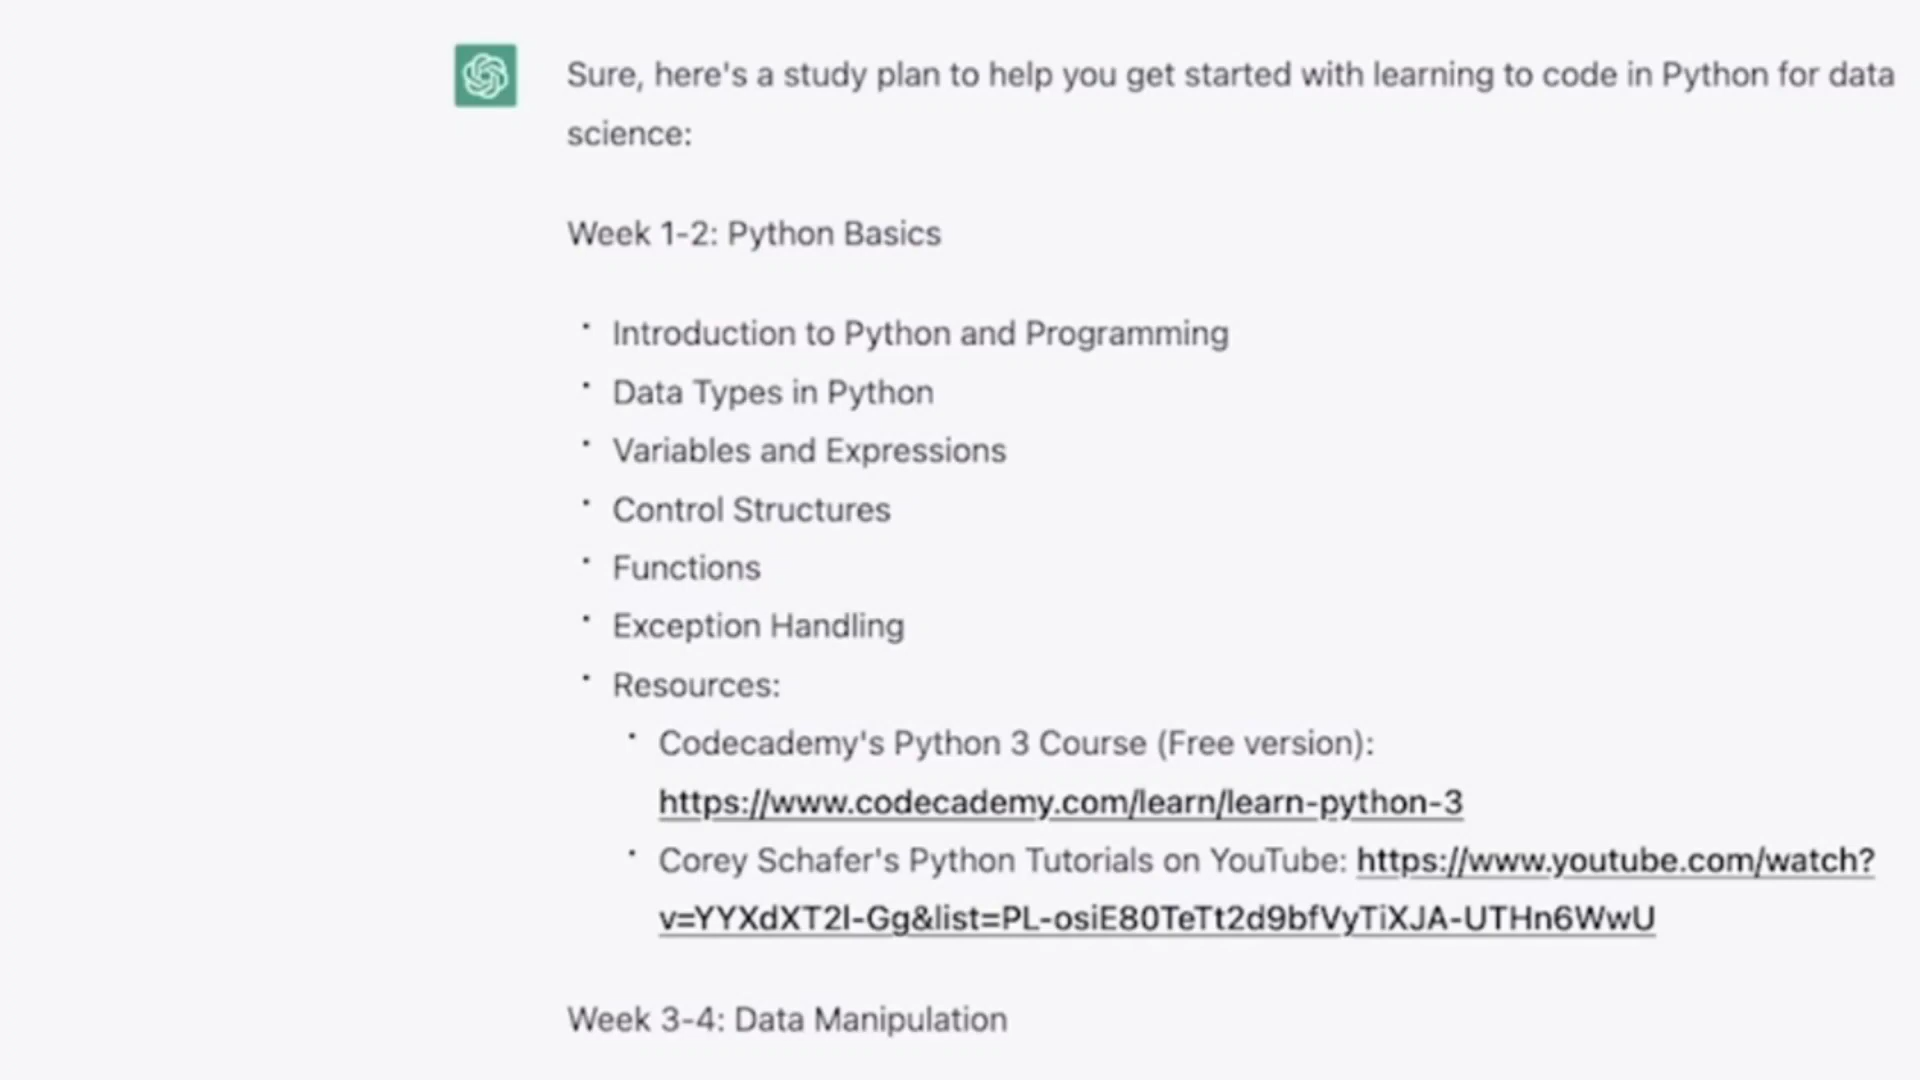 Sure, here's a study plan to help you get started with learning to code in Python for data
science:
Week 1-2: Python Basics
· Introduction to Python and Programming
· Data Types in Python
· Variables and Expressions
· Control Structures
· Functions
· Exception Handling
· Resources:
· Codecademy's Python 3 Course (Free version):
https://www.codecademy.com/learn/learn-python-3
· Corey Schafer's Python Tutorials on YouTube: https://www.youtube.com/watch?
v=YYXdXT2l-Gg&list=PL-osiE80TeTt2d9bfVyTiXJA-UTHn6WwU
Week 3-4: Data Manipulation